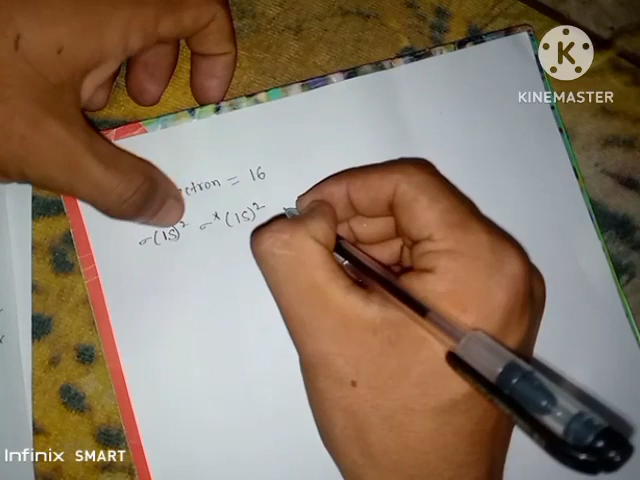 K
KINEMASTER
ctron = 16
σ(1S)² σ*(1S)²
Infinix SMART